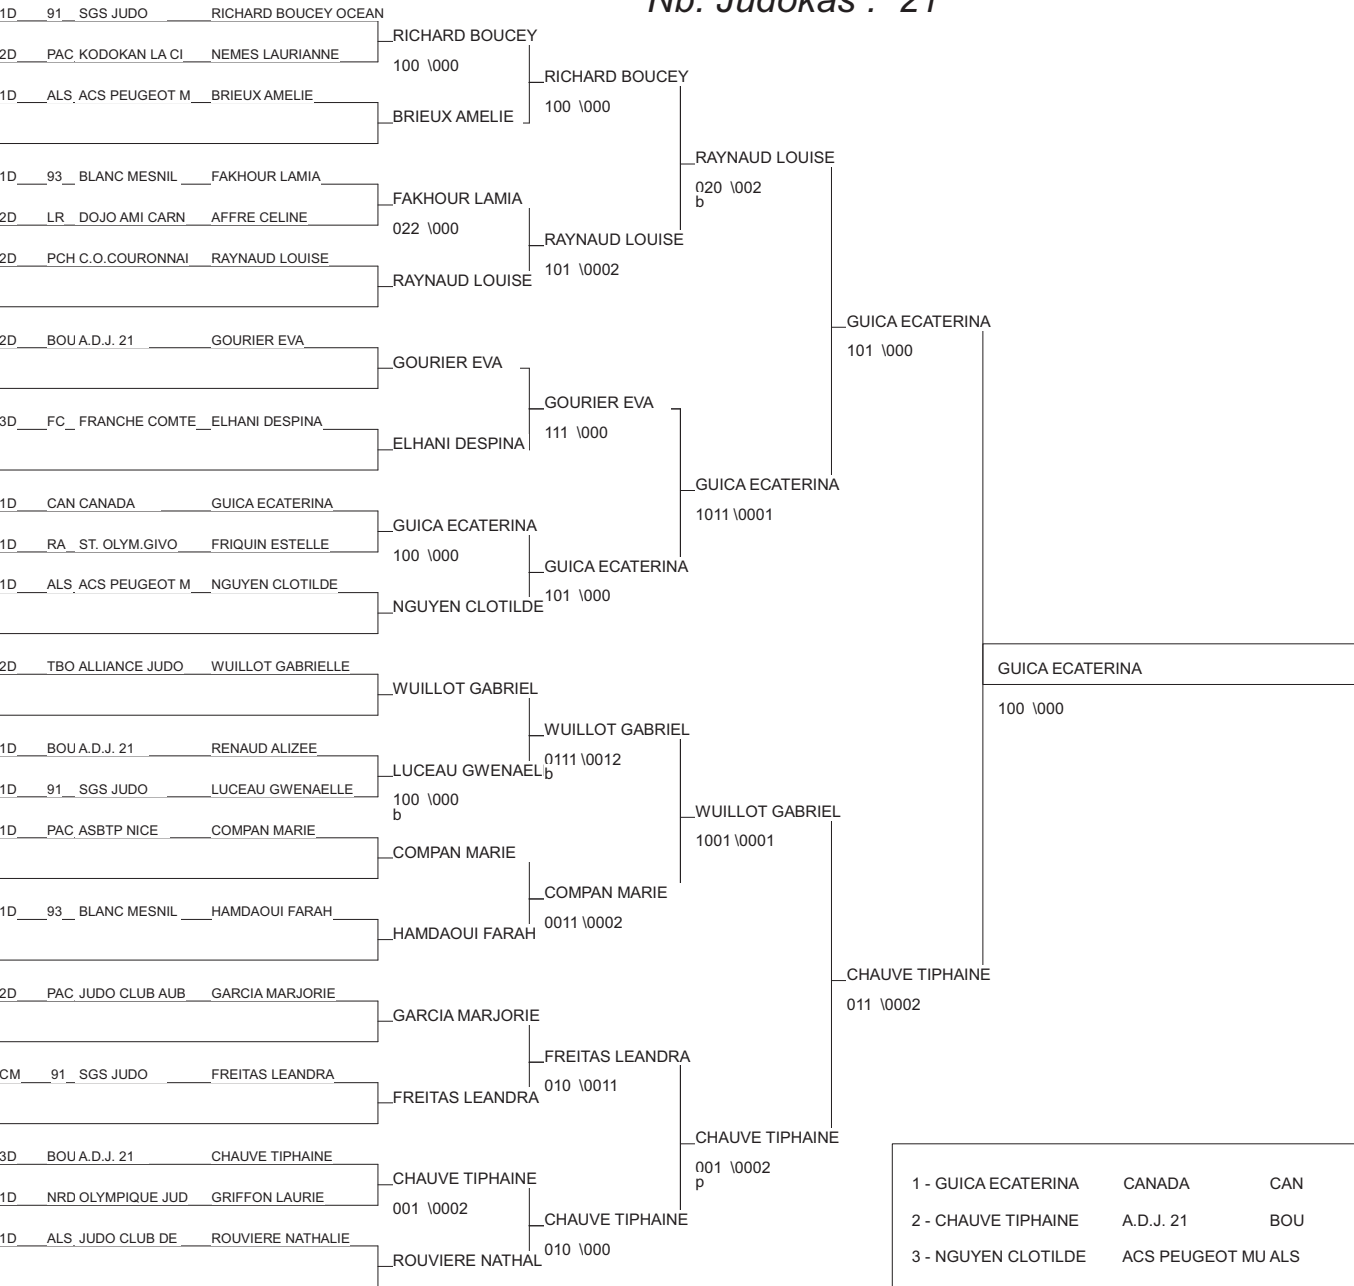 Nb. Judokas : 21
1D 91 SGS JUDO RICHARD BOUCEY OCEAN
RICHARD BOUCEY
2D PAC KODOKAN LA CI NEMES LAURIANNE
100 \000
RICHARD BOUCEY
1D ALS ACS PEUGEOT M BRIEUX AMELIE
100 \000
BRIEUX AMELIE
RAYNAUD LOUISE
1D 93 BLANC MESNIL FAKHOUR LAMIA
020 \002
b
FAKHOUR LAMIA
2D LR DOJO AMI CARN AFFRE CELINE
022 \000
RAYNAUD LOUISE
2D PCH C.O.COURONNAI RAYNAUD LOUISE
101 \0002
RAYNAUD LOUISE
GUICA ECATERINA
2D BOU A.D.J. 21 GOURIER EVA
101 \000
GOURIER EVA
GOURIER EVA
3D FC FRANCHE COMTE ELHANI DESPINA
111 \000
ELHANI DESPINA
GUICA ECATERINA
1D CAN CANADA GUICA ECATERINA
1011 \0001
GUICA ECATERINA
1D RA ST. OLYM.GIVO FRIQUIN ESTELLE
100 \000
GUICA ECATERINA
1D ALS ACS PEUGEOT M NGUYEN CLOTILDE
101 \000
NGUYEN CLOTILDE
2D TBO ALLIANCE JUDO WUILLOT GABRIELLE
GUICA ECATERINA
WUILLOT GABRIEL
100 \000
WUILLOT GABRIEL
1D BOU A.D.J. 21 RENAUD ALIZEE
0111 \0012
b
LUCEAU GWENAEL
1D 91 SGS JUDO LUCEAU GWENAELLE
100 \000
b
WUILLOT GABRIEL
1D PAC ASBTP NICE COMPAN MARIE
1001 \0001
COMPAN MARIE
COMPAN MARIE
1D 93 BLANC MESNIL HAMDAOUI FARAH
0011 \0002
HAMDAOUI FARAH
CHAUVE TIPHAINE
2D PAC JUDO CLUB AUB GARCIA MARJORIE
011 \0002
GARCIA MARJORIE
FREITAS LEANDRA
CM 91 SGS JUDO FREITAS LEANDRA
010 \0011
FREITAS LEANDRA
CHAUVE TIPHAINE
3D BOU A.D.J. 21 CHAUVE TIPHAINE
001 \0002
p
CHAUVE TIPHAINE
1D NRD OLYMPIQUE JUD GRIFFON LAURIE
001 \0002
CHAUVE TIPHAINE
1D ALS JUDO CLUB DE ROUVIERE NATHALIE
010 \000
ROUVIERE NATHAL
1 - GUICA ECATERINA CANADA CAN
2 - CHAUVE TIPHAINE A.D.J. 21 BOU
3 - NGUYEN CLOTILDE ACS PEUGEOT MU ALS